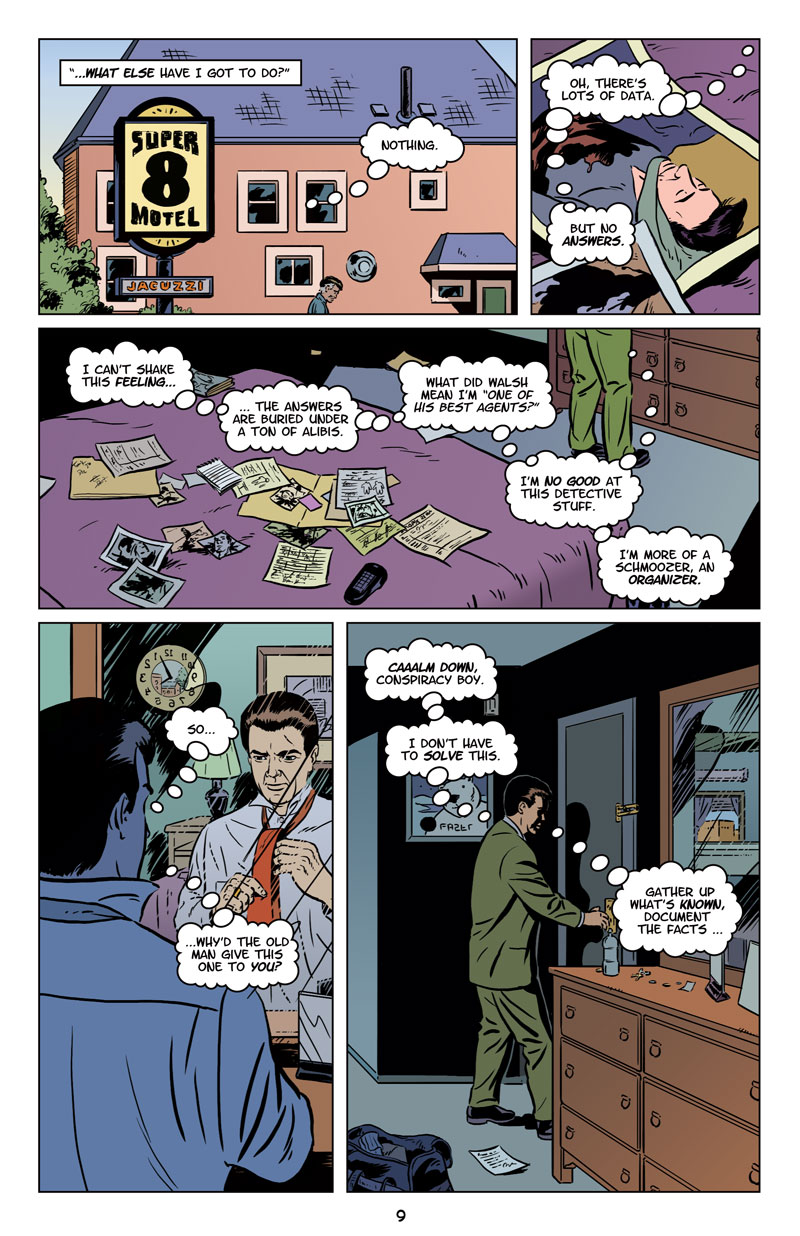 "...WHAT ELSE HAVE I GOT TO DO?"
SUPER
8
MOTEL
JACUZZI
NOTHING.
OH, THERE'S
LOTS OF DATA.
BUT NO
ANSWERS.
I CAN'T SHAKE
THIS FEELING...
... THE ANSWERS
ARE BURIED UNDER
A TON OF ALIBIS.
WHAT DID WALSH
MEAN I'M "ONE OF
HIS BEST AGENTS?"
I'M NO GOOD AT
THIS DETECTIVE
STUFF.
I'M MORE OF A
SCHMOOZER, AN
ORGANIZER.
SO...
...WHY'D THE OLD
MAN GIVE THIS
ONE TO YOU?
CAAALM DOWN,
CONSPIRACY BOY.
I DON'T HAVE
TO SOLVE THIS.
FAZET
GATHER UP
WHAT'S KNOWN,
DOCUMENT
THE FACTS ...
9